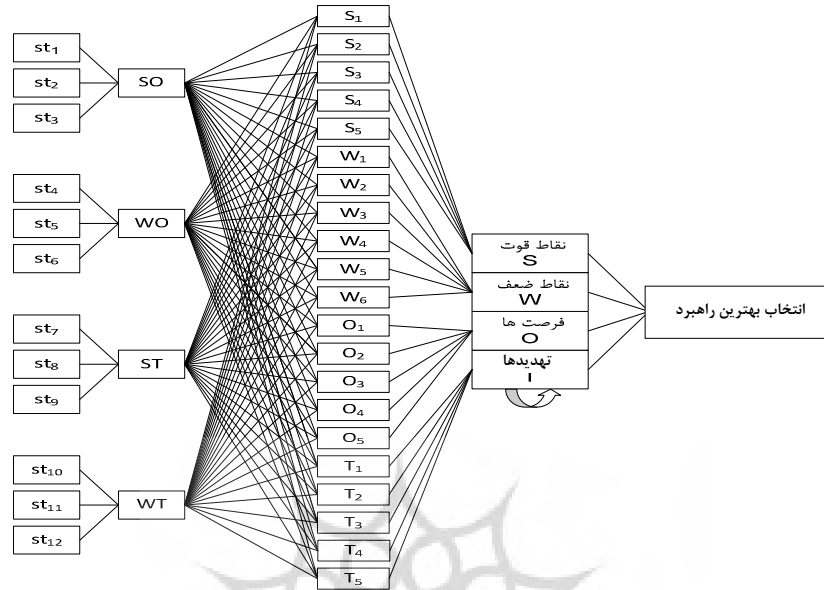 st₁
st₂
st₃
SO
st₄
st₅
st₆
WO
st₇
st₈
st₉
ST
st₁₀
st₁₁
st₁₂
WT
S₁
S₂
S₃
S₄
S₅
W₁
W₂
W₃
W₄
W₅
W₆
O₁
O₂
O₃
O₄
O₅
T₁
T₂
T₃
T₄
T₅
نقاط قوت
S
نقاط ضعف
W
فرصت ها
O
تهدیدها
انتخاب بهترین راهبرد